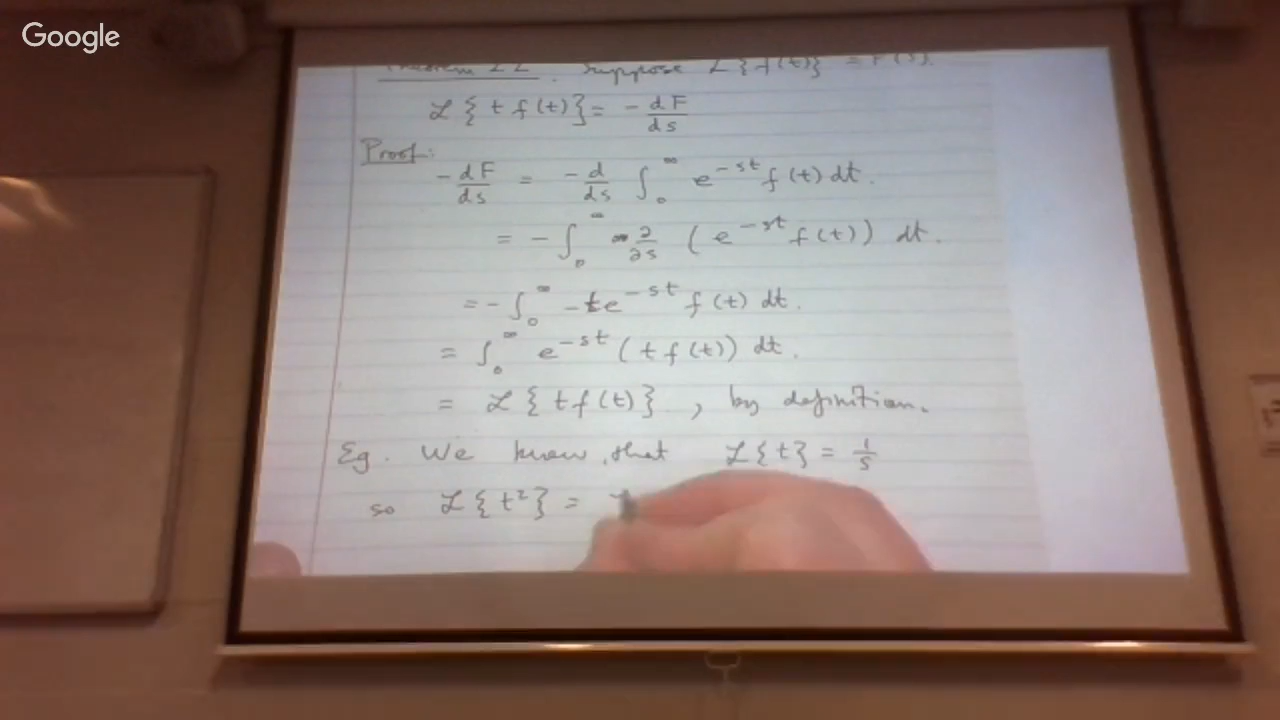 Google
Suppose ℒ{f(t)} = F(s).
ℒ{t f(t)} = - dF/ds
Proof:
- dF/ds = - d/ds ∫₀^∞ e^{-st} f(t) dt.
= - ∫₀^∞ ∂/∂s (e^{-st} f(t)) dt.
= - ∫₀^∞ -t e^{-st} f(t) dt.
= ∫₀^∞ e^{-st} (t f(t)) dt.
= ℒ{t f(t)}, by definition.
Eg. We know that ℒ{t} = 1/s
so ℒ{t²} =